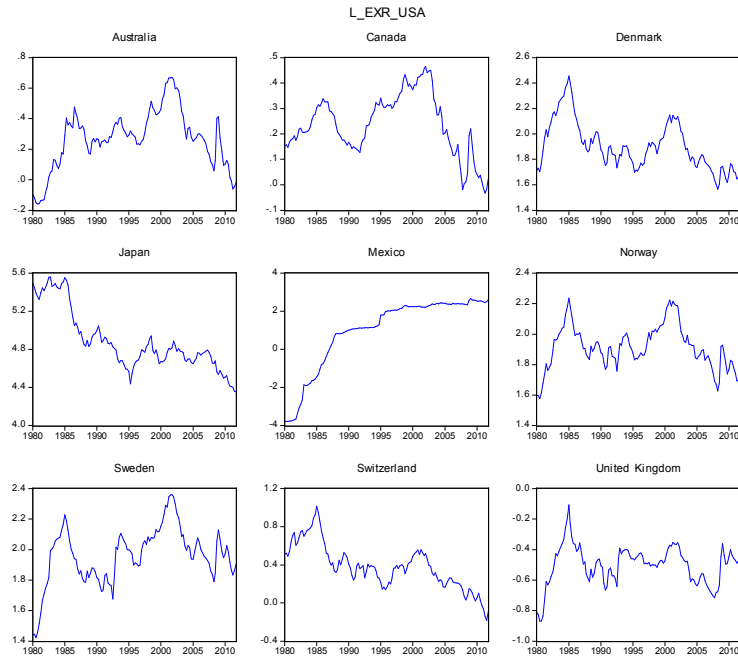 L_EXR_USA
Australia Canada Denmark
.8 .5 2.6
.6 .4 2.4
.4 .3 2.2
.2 .2 2.0
.0 .1 1.8
-.2 .0 1.6
-.1 1.4
1980 1985 1990 1995 2000 2005 2010 1980 1985 1990 1995 2000 2005 2010 1980 1985 1990 1995 2000 2005 2010
Japan Mexico Norway
5.6 4 2.4
5.2 2 2.2
4.8 0 2.0
4.4 -2 1.8
4.0 -4 1.6
1.4
1980 1985 1990 1995 2000 2005 2010 1980 1985 1990 1995 2000 2005 2010 1980 1985 1990 1995 2000 2005 2010
Sweden Switzerland United Kingdom
2.4 1.2 0.0
2.2 0.8 -0.2
2.0 0.4 -0.4
1.8 0.0 -0.6
1.6 -0.4 -0.8
1.4 -1.0
1980 1985 1990 1995 2000 2005 2010 1980 1985 1990 1995 2000 2005 2010 1980 1985 1990 1995 2000 2005 2010